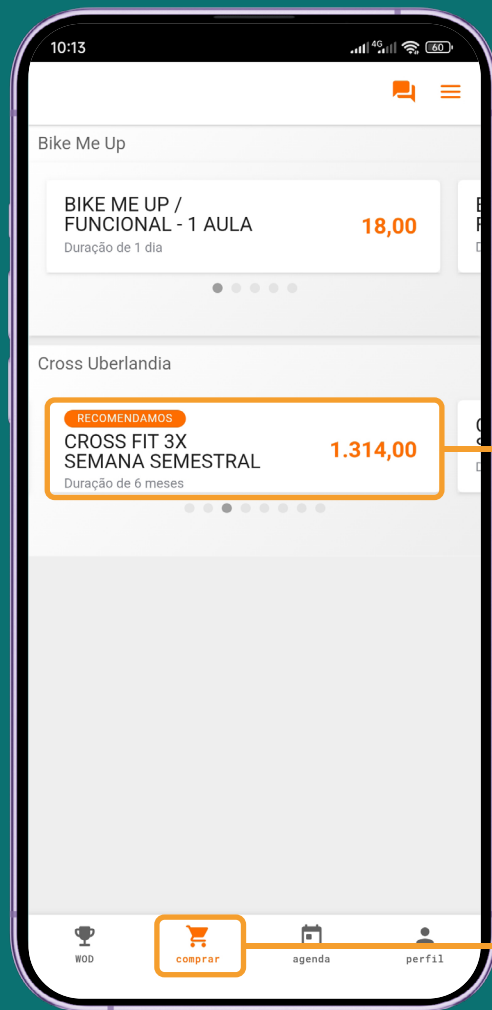 10:13
4G
60
Bike Me Up
BIKE ME UP /
FUNCIONAL - 1 AULA
18,00
Duração de 1 dia
Cross Uberlandia
RECOMENDAMOS
CROSS FIT 3X
SEMANA SEMESTRAL
1.314,00
Duração de 6 meses
WOD
comprar
agenda
perfil